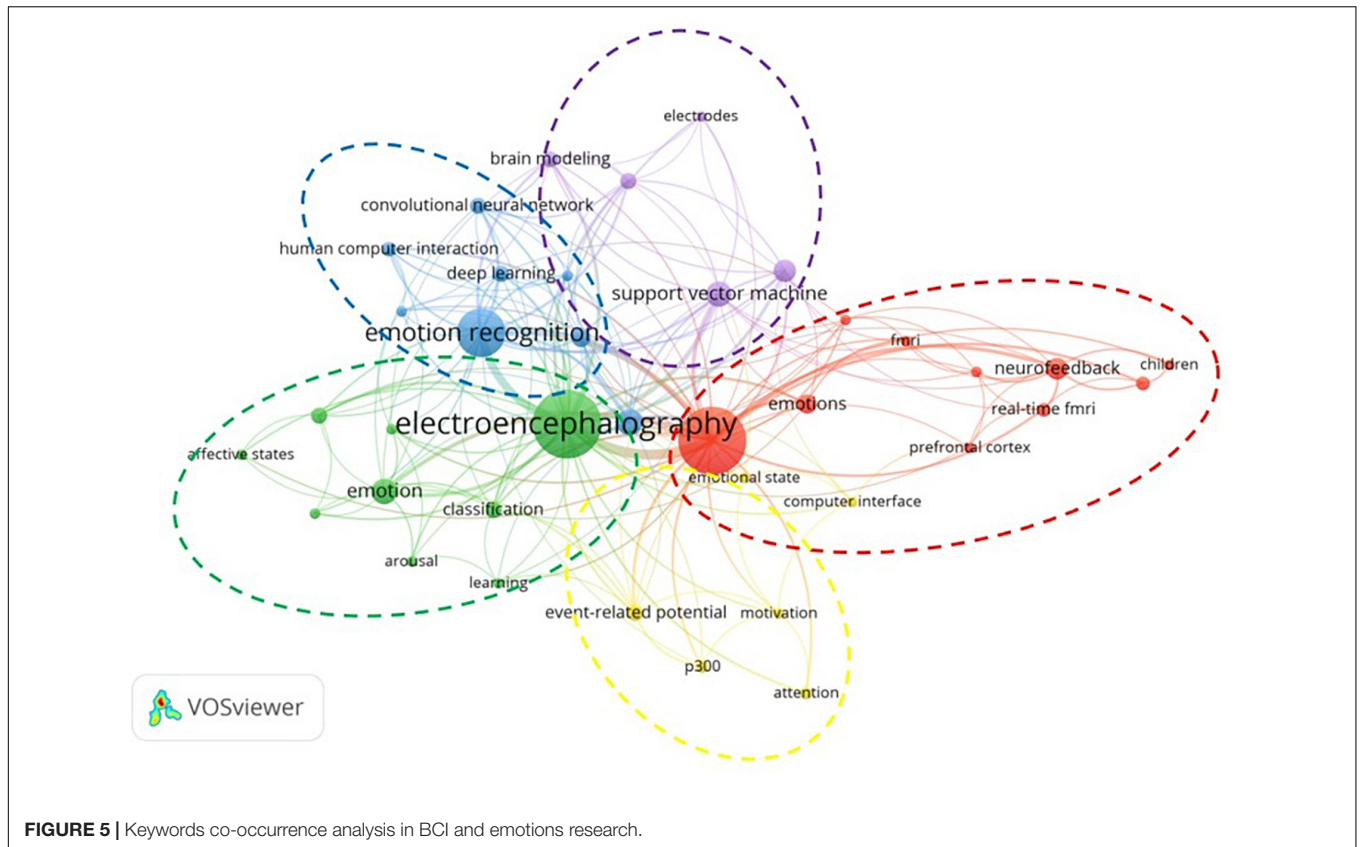 electrodes
brain modeling
convolutional neural network
human computer interaction
deep learning
support vector machine
emotion recognition
fmri
neurofeedback
children
emotions
real-time fmri
electroencephalography
prefrontal cortex
affective states
emotional state
emotion
computer interface
classification
arousal
learning
event-related potential
motivation
p300
attention
VOSviewer
FIGURE 5 | Keywords co-occurrence analysis in BCI and emotions research.